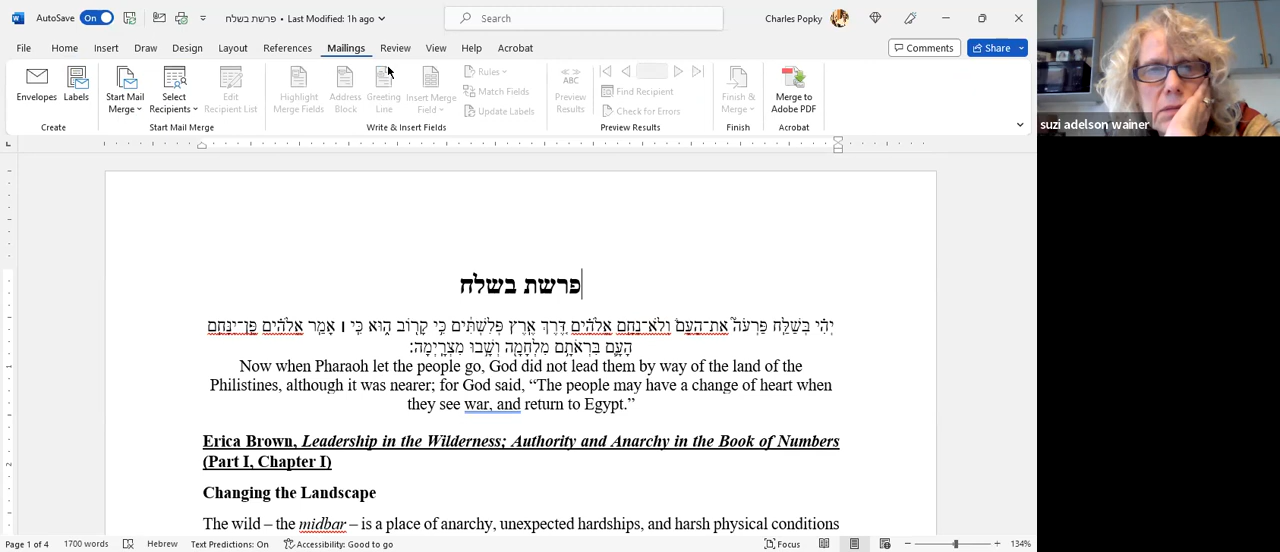 AutoSave On פרשת בשלח • Last Modified: 1h ago Search Charles Popky
File Home Insert Draw Design Layout References Mailings Review View Help Acrobat Comments Share
Envelopes Labels Start Mail Merge Select Recipients Edit Recipient List Highlight Merge Fields Address Block Greeting Line Insert Merge Field Rules Match Fields Update Labels ABC Preview Results Find Recipient Check for Errors Finish & Merge Merge to Adobe PDF
Create Start Mail Merge Write & Insert Fields Preview Results Finish Acrobat
suzi adelson wainer
פרשת בשלח
יְהִ֗י בְּשַׁלַּ֣ח פַּרְעֹה֮ אֶת־הָעָם֒ וְלֹא־נָחָ֣ם אֱלֹהִ֗ים דֶּ֚רֶךְ אֶ֣רֶץ פְּלִשְׁתִּ֔ים כִּ֥י קָר֖וֹב ה֑וּא כִּ֣י ׀ אָמַ֣ר אֱלֹהִ֗ים פֶּֽן־יִנָּחֵ֥ם
הָעָ֛ם בִּרְאֹתָ֥ם מִלְחָמָ֖ה וְשָׁ֥בוּ מִצְרָֽיְמָה׃
Now when Pharaoh let the people go, God did not lead them by way of the land of the
Philistines, although it was nearer; for God said, “The people may have a change of heart when
they see war, and return to Egypt.”
Erica Brown, Leadership in the Wilderness; Authority and Anarchy in the Book of Numbers
(Part I, Chapter I)
Changing the Landscape
The wild – the midbar – is a place of anarchy, unexpected hardships, and harsh physical conditions
Page 1 of 4 1700 words Hebrew Text Predictions: On Accessibility: Good to go Focus 134%